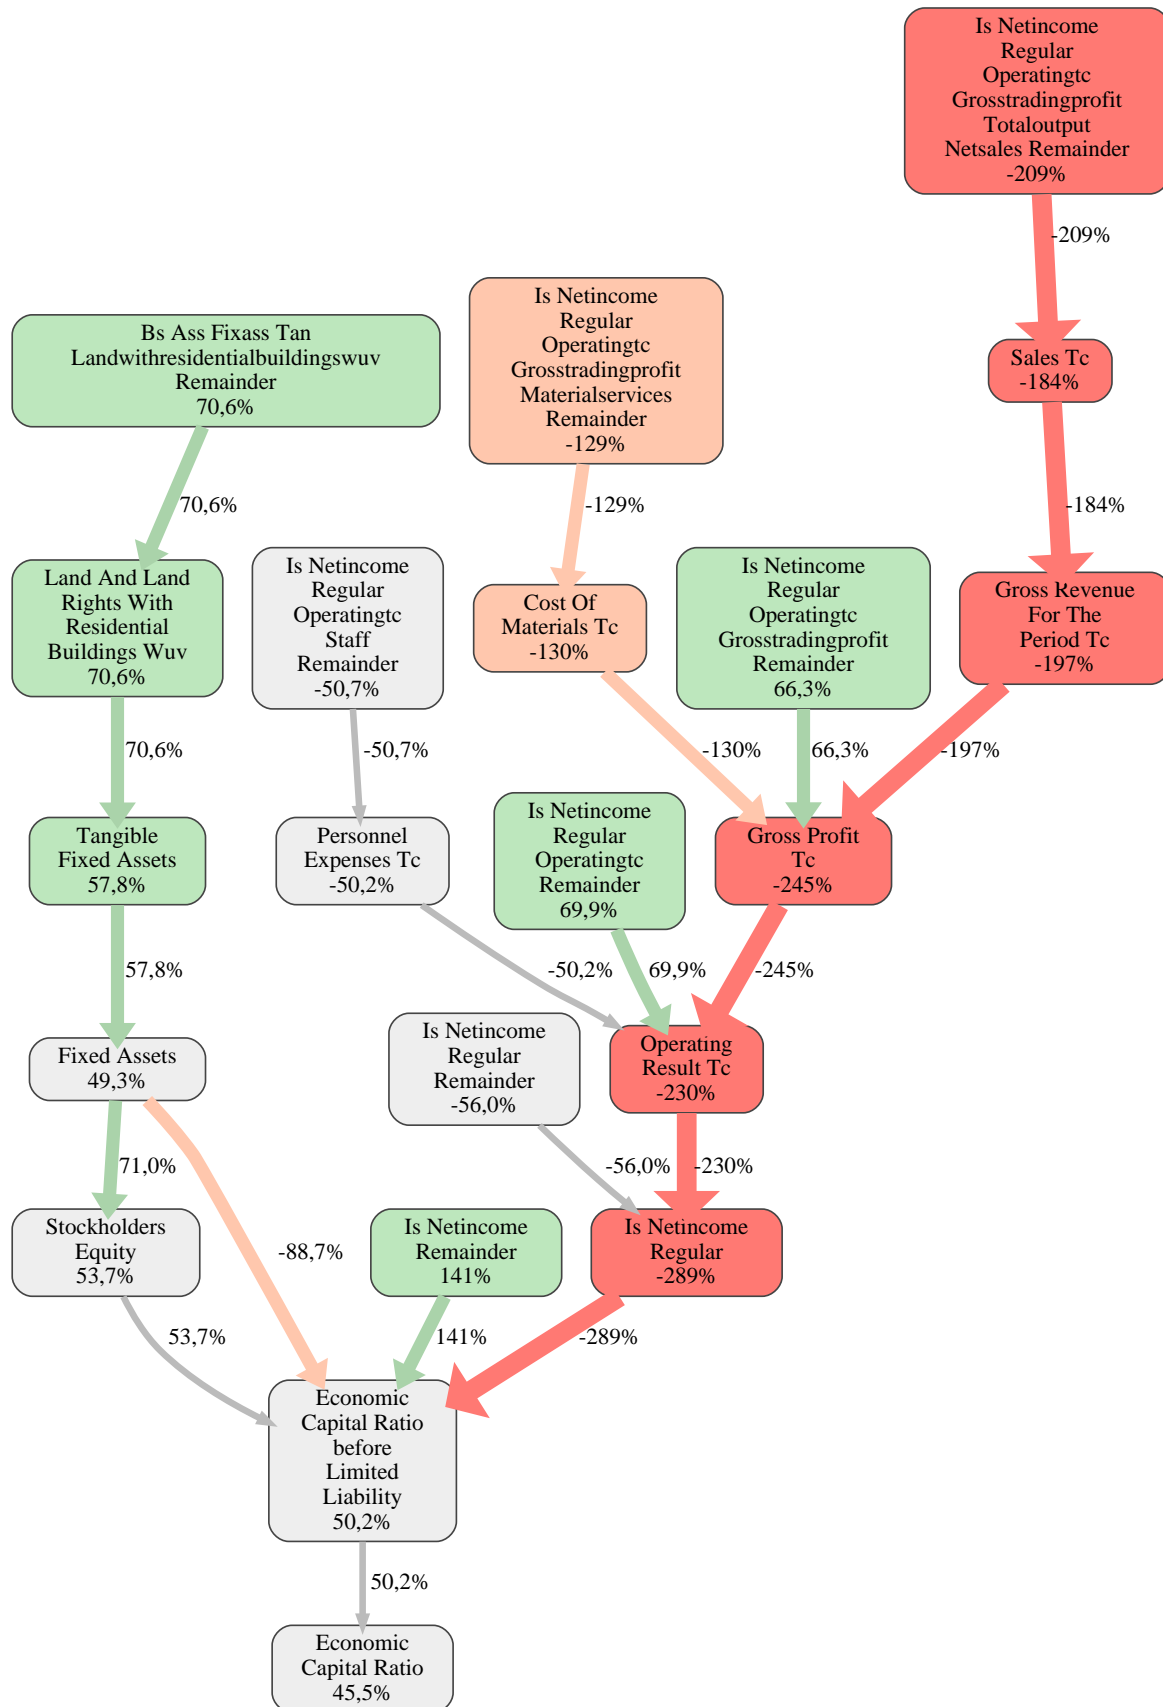 Is Netincome
Regular
Operatingtc
Grosstradingprofit
Totaloutput
Netsales Remainder
-209%
-209%
Bs Ass Fixass Tan
Landwithresidentialbuildingswuv
Remainder
70,6%
Is Netincome
Regular
Operatingtc
Grosstradingprofit
Materialservices
Remainder
-129%
Sales Tc
-184%
70,6%
-129%
-184%
Land And Land
Rights With
Residential
Buildings Wuv
70,6%
Is Netincome
Regular
Operatingtc
Staff
Remainder
-50,7%
Cost Of
Materials Tc
-130%
Is Netincome
Regular
Operatingtc
Grosstradingprofit
Remainder
66,3%
Gross Revenue
For The
Period Tc
-197%
70,6%
-50,7%
-130%
66,3%
-197%
Tangible
Fixed Assets
57,8%
Personnel
Expenses Tc
-50,2%
Is Netincome
Regular
Operatingtc
Remainder
69,9%
Gross Profit
Tc
-245%
57,8%
-50,2%
69,9%
-245%
Fixed Assets
49,3%
Is Netincome
Regular
Remainder
-56,0%
Operating
Result Tc
-230%
71,0%
-88,7%
-56,0%
-230%
Stockholders
Equity
53,7%
Is Netincome
Remainder
141%
Is Netincome
Regular
-289%
53,7%
141%
-289%
Economic
Capital Ratio
before
Limited
Liability
50,2%
50,2%
Economic
Capital Ratio
45,5%